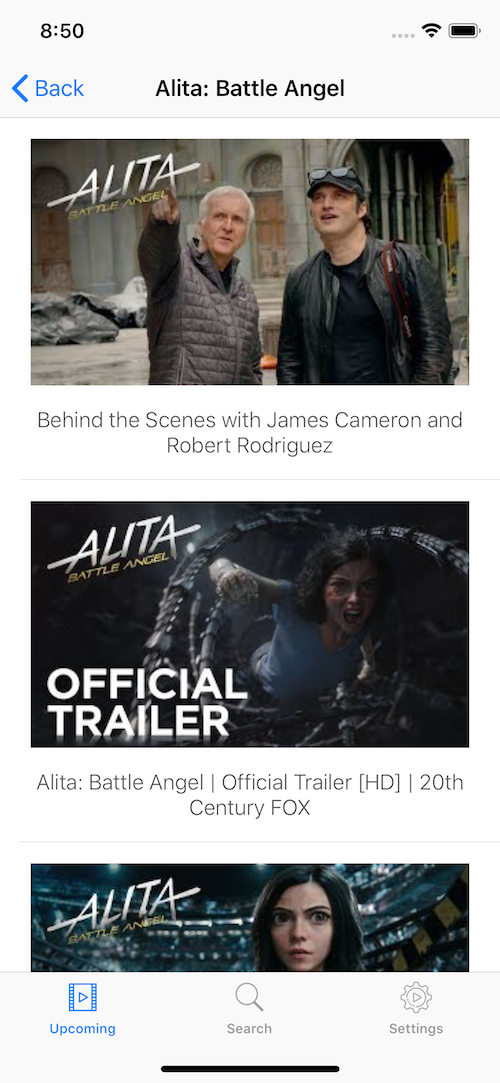 8:50
Back
Alita: Battle Angel
ALITA
BATTLE ANGEL
Canon
Behind the Scenes with James Cameron and
Robert Rodriguez
ALITA
BATTLE ANGEL
OFFICIAL
TRAILER
Alita: Battle Angel | Official Trailer [HD] | 20th
Century FOX
ALITA
BATTLE ANGEL
Upcoming
Search
Settings